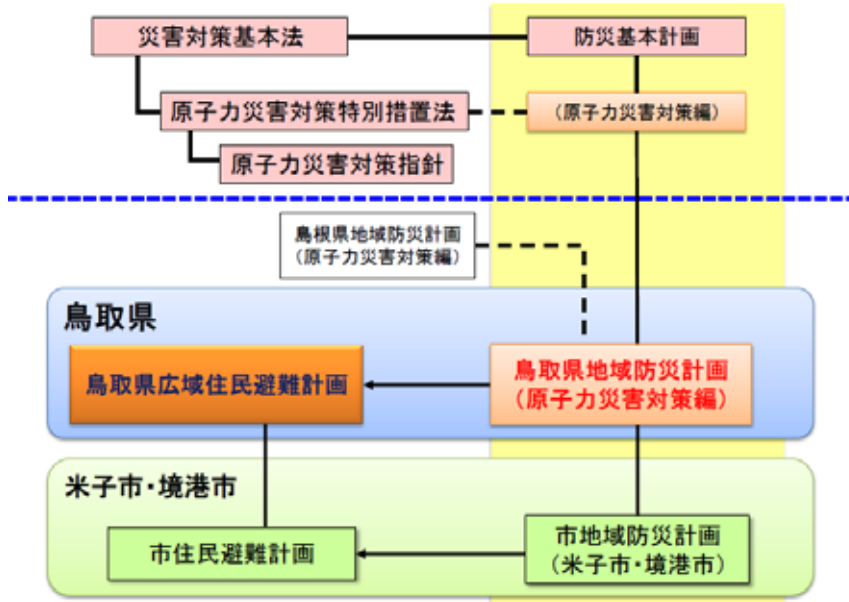 災害対策基本法
防災基本計画
原子力災害対策特別措置法
（原子力災害対策編）
原子力災害対策指針
島根県地域防災計画
（原子力災害対策編）
鳥取県
鳥取県広域住民避難計画
鳥取県地域防災計画
（原子力災害対策編）
米子市・境港市
市住民避難計画
市地域防災計画
（米子市・境港市）